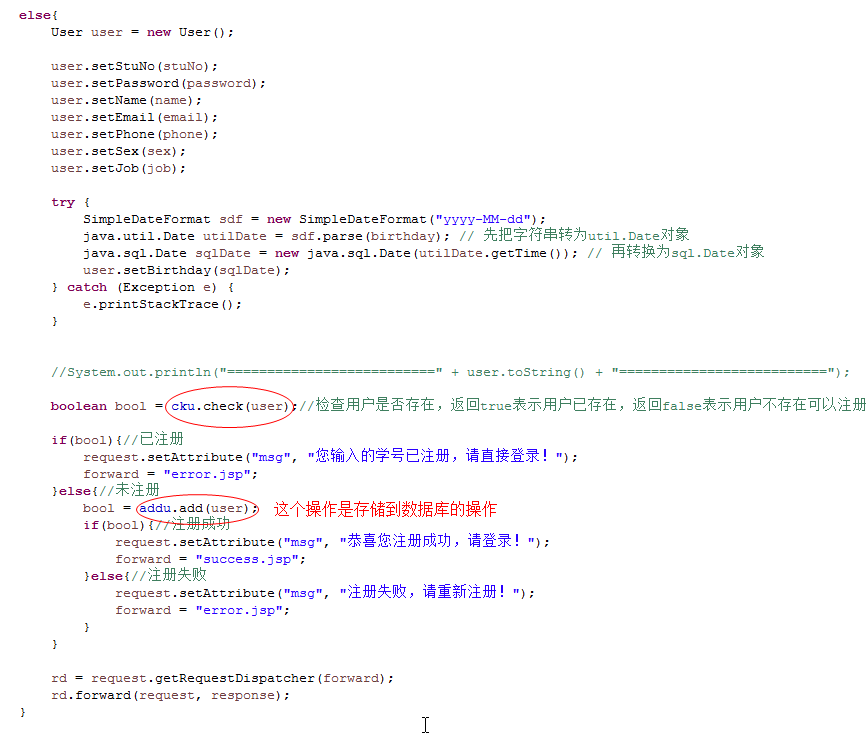 else{
User user = new User();
user.setStuNo(stuNo);
user.setPassword(password);
user.setName(name);
user.setEmail(email);
user.setPhone(phone);
user.setSex(sex);
user.setJob(job);
try {
SimpleDateFormat sdf = new SimpleDateFormat("yyyy-MM-dd");
java.util.Date utilDate = sdf.parse(birthday); // 先把字符串转为util.Date对象
java.sql.Date sqlDate = new java.sql.Date(utilDate.getTime()); // 再转换为sql.Date对象
user.setBirthday(sqlDate);
} catch (Exception e) {
e.printStackTrace();
}
//System.out.println("==========================" + user.toString() + "==========================");
boolean bool = cku.check(user);//检查用户是否存在，返回true表示用户已存在，返回false表示用户不存在可以注册
if(bool){//已注册
request.setAttribute("msg", "您输入的学号已注册，请直接登录！");
forward = "error.jsp";
}else{//未注册
bool = addu.add(user); 这个操作是存储到数据库的操作
if(bool){//注册成功
request.setAttribute("msg", "恭喜您注册成功，请登录！");
forward = "success.jsp";
}else{//注册失败
request.setAttribute("msg", "注册失败，请重新注册！");
forward = "error.jsp";
}
}
rd = request.getRequestDispatcher(forward);
rd.forward(request, response);
}